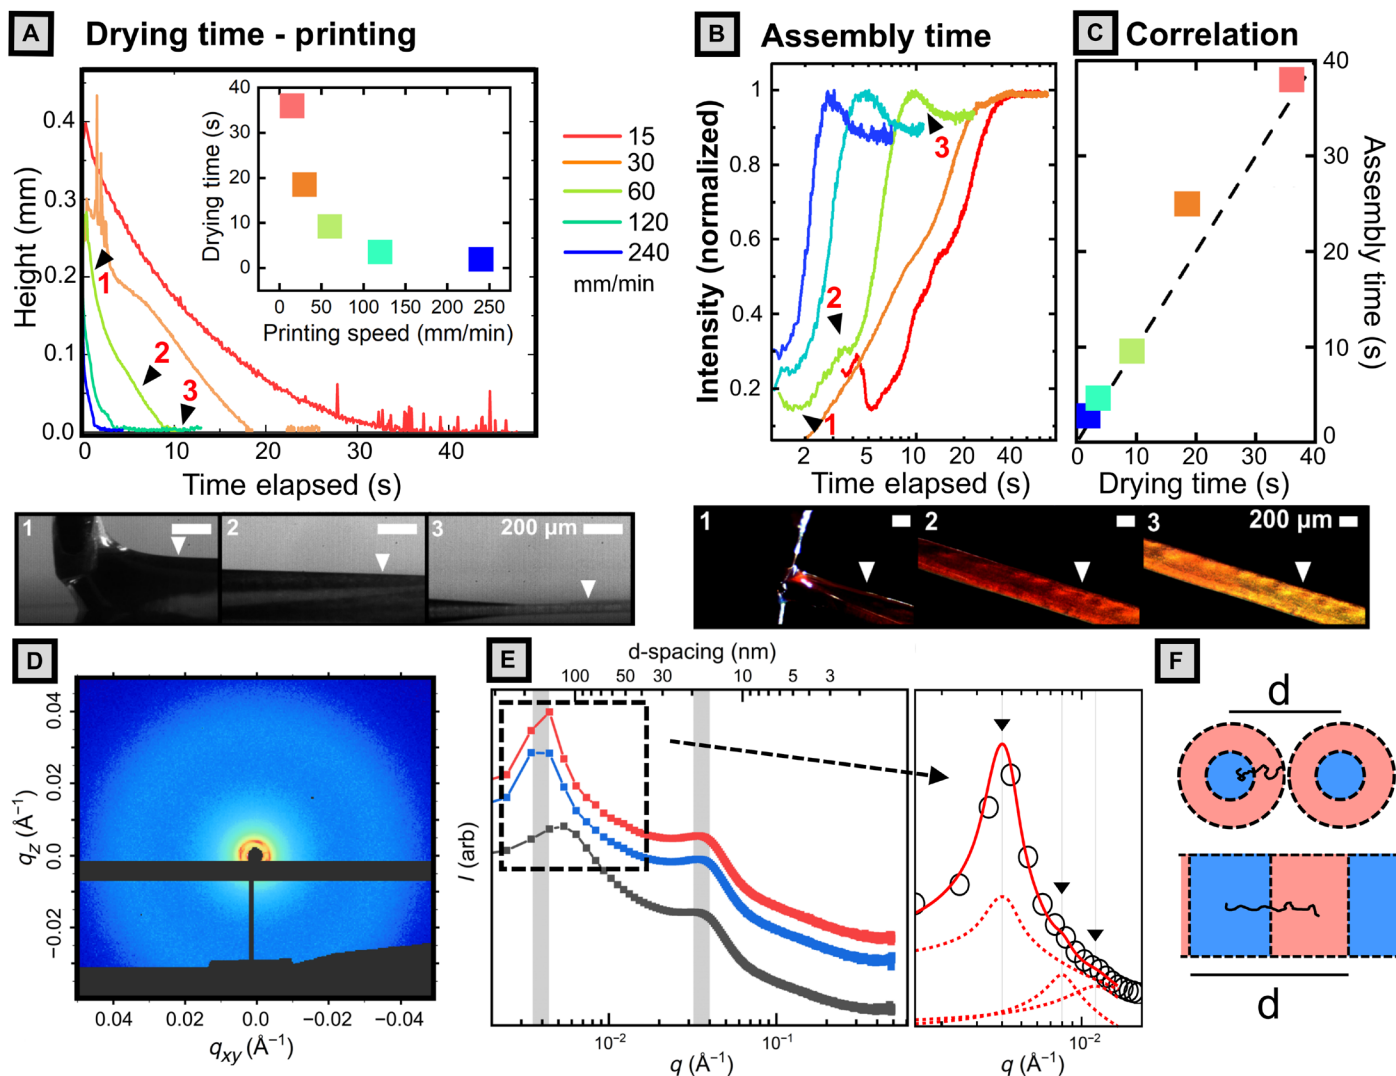 A Drying time - printing
Height (mm)
0.4
0.3
0.2
0.1
0.0
0 10 20 30 40
Time elapsed (s)
1
2
3
Drying time (s)
40
30
20
10
0
0 50 100 150 200 250
Printing speed (mm/min)
15
30
60
120
240
mm/min
B Assembly time
Intensity (normalized)
1
0.8
0.6
0.4
0.2
2 5 10 20 40
Time elapsed (s)
1
2
3
C Correlation
40
30
20
10
0
Assembly time (s)
0 10 20 30 40
Drying time (s)
1
2
3 200 µm
1
2
3 200 µm
D
qz (Å⁻¹)
0.04
0.02
0.0
−0.02
0.04 0.02 0.0 −0.02 −0.04
qxy (Å⁻¹)
E
d-spacing (nm)
100 50 30 10 5 3
I (arb)
10⁻² 10⁻¹
q (Å⁻¹)
10⁻²
q (Å⁻¹)
F
d
d